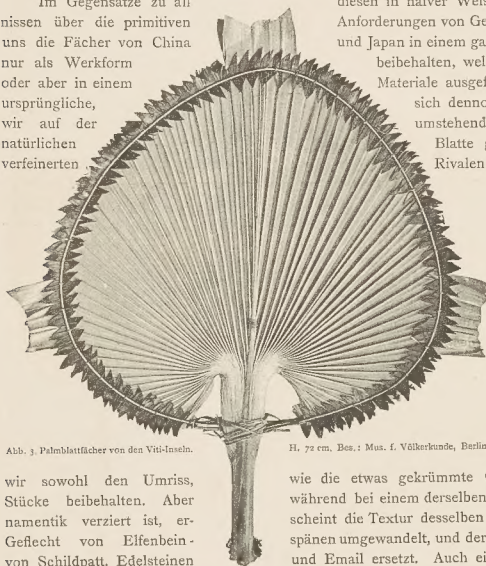 Im Gegensatze zu all
nissen über die primitiven
uns die Fächer von China
nur als Werkform
oder aber in einem
ursprüngliche,
wir auf der
natürlichen
verfeinerten
diesen in naiver Weis
Anforderungen von Ge
und Japan in einem ga
beibehalten, wel
Materiale ausgef
sich denno
umstehend
Blatte g
Rivalen
Abb. 3. Palmblattfächer von den Viti-Inseln.
H. 72 cm. Bes.: Mus. f. Völkerkunde, Berlin
wir sowohl den Umriss,
Stücke beibehalten. Aber
namentik verziert ist, er-
Geflecht von Elfenbein-
von Schildpatt, Edelsteinen
wie die etwas gekrümmte
während bei einem derselben
scheint die Textur desselben
spänen umgewandelt, und der
und Email ersetzt. Auch ei